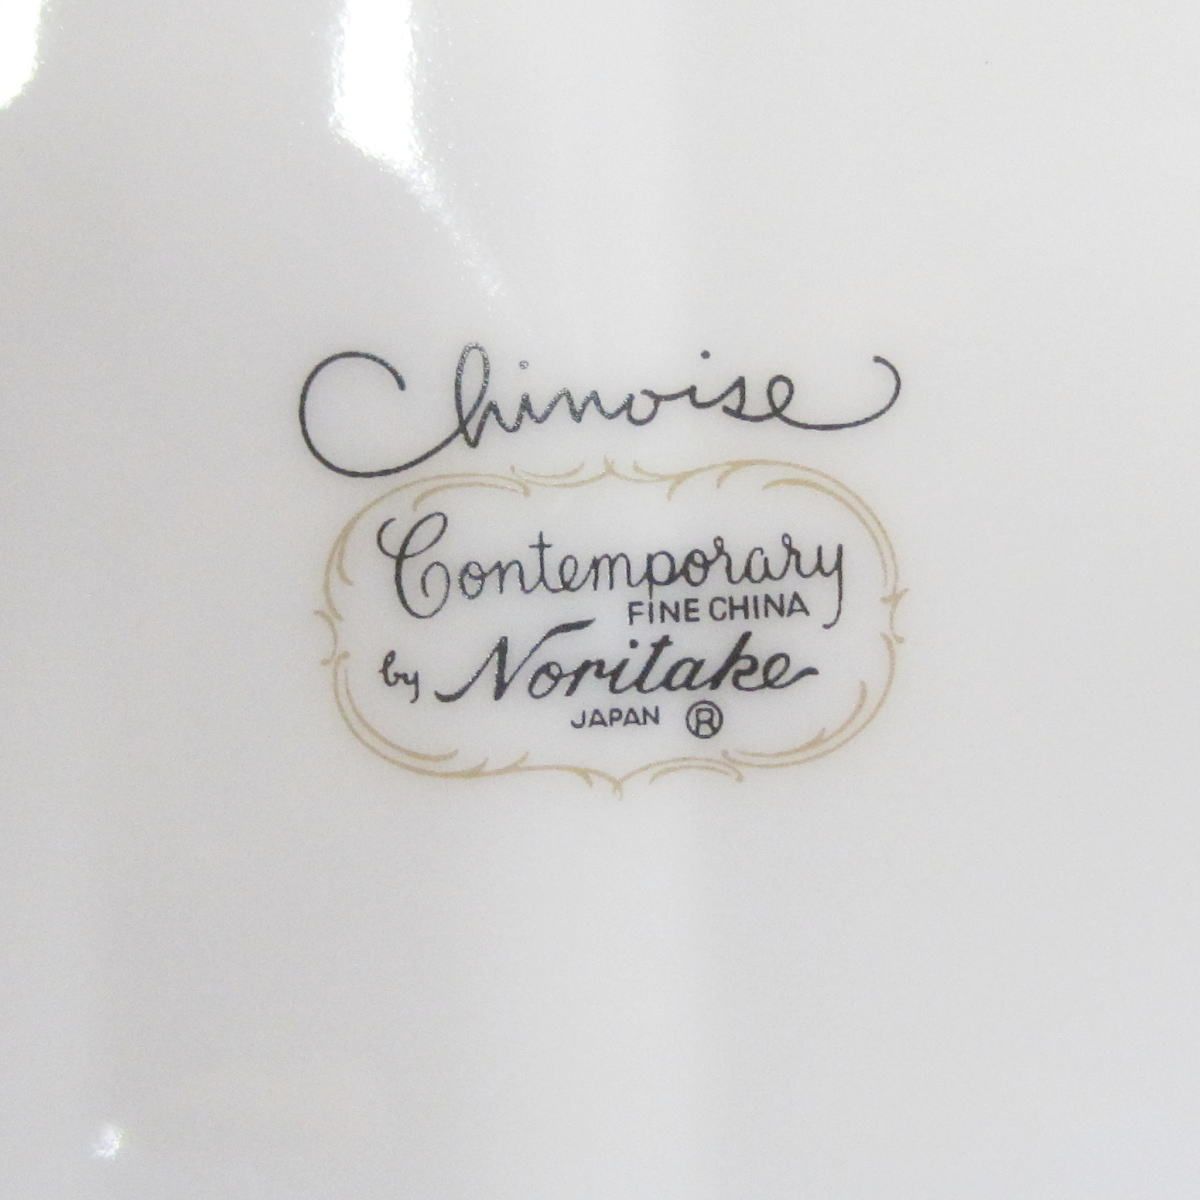 Chinoise
Contemporary
FINE CHINA
by Noritake
JAPAN ®